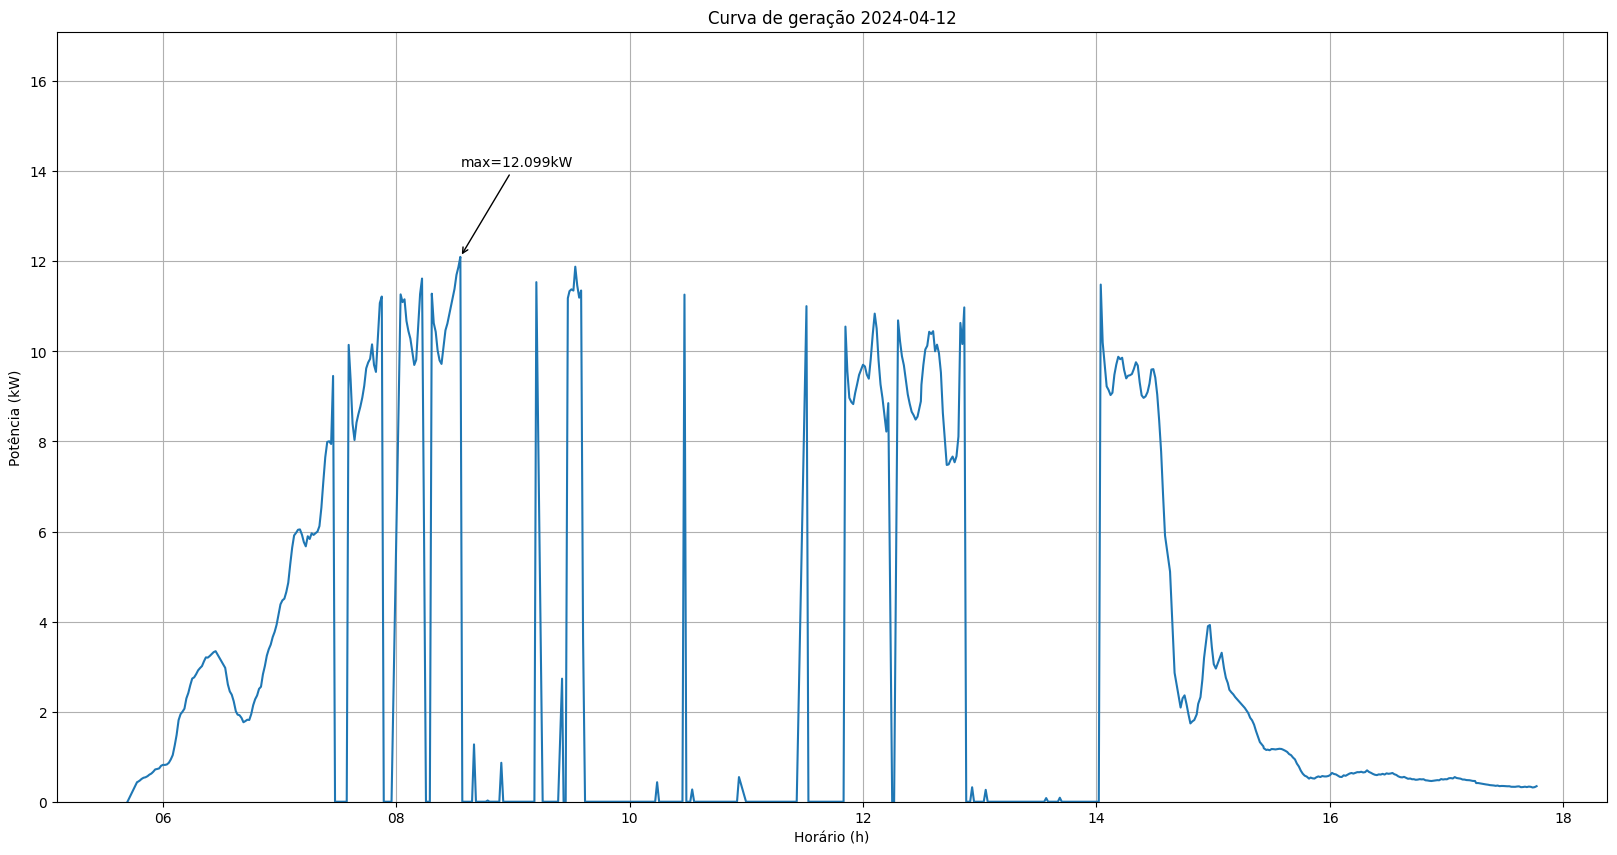 Curva de geração 2024-04-12
max=12.099kW
Potência (kW)
16
14
12
10
8
6
4
2
0
06 08 10 12 14 16 18
Horário (h)